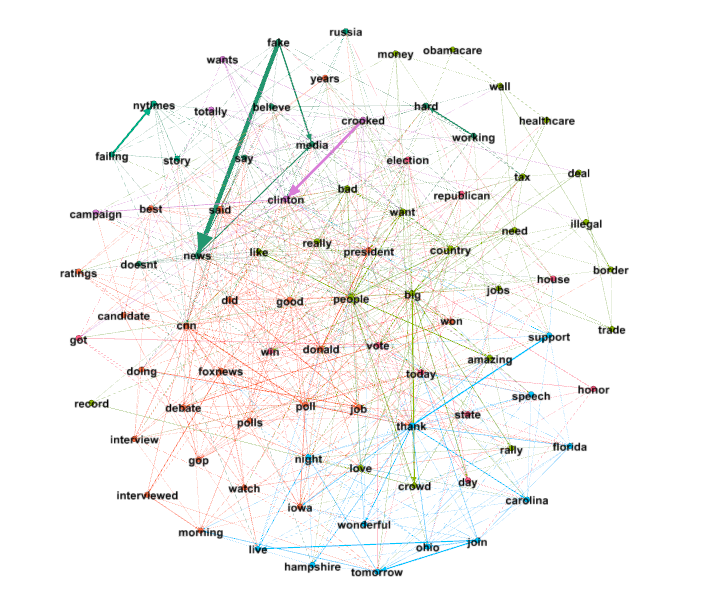 russia
fake
obamacare
money
wants
years
wall
nytimes
totally
believe
hard
crooked
healthcare
working
media
failing
story
say
election
tax
deal
bad
republican
clinton
campaign
best
said
want
illegal
need
really
country
like
president
news
doesnt
border
ratings
house
jobs
did
good
people
big
candidate
cnn
won
trade
support
got
win
donald
vote
amazing
doing
foxnews
today
honor
speech
record
debate
poll
job
state
polls
thank
interview
rally
florida
gop
night
love
watch
crowd
day
interviewed
carolina
iowa
wonderful
morning
live
ohio
join
hampshire
tomorrow